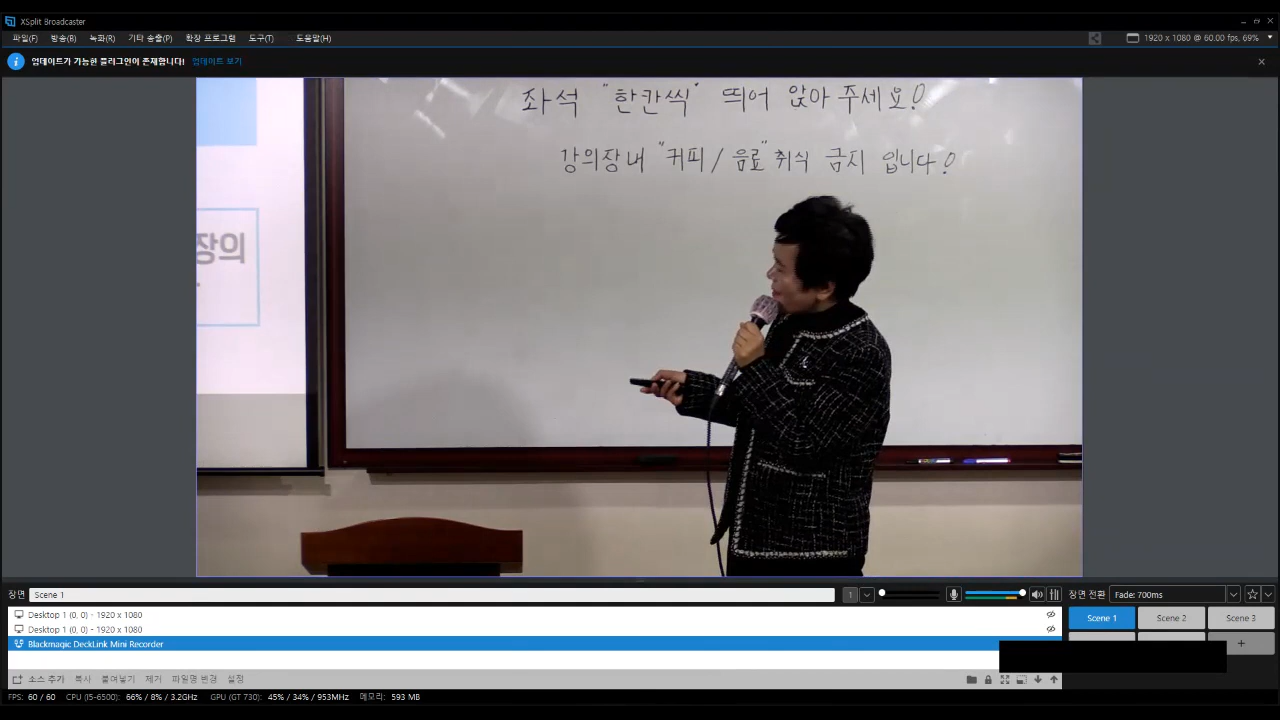 XSplit Broadcaster
파일(F) 방송(B) 녹화(R) 기타 송출(P) 확장 프로그램 도구(T) 도움말(H) 1920 x 1080 @ 60.00 fps, 69%
업데이트가 가능한 플러그인이 존재합니다! 업데이트 보기
좌석 "한칸씩" 띄어 앉아 주세요!
강의장내 "커피/음료" 취식 금지 입니다!
장의
장면 Scene 1 1 장면 전환 Fade: 700ms
Desktop 1 (0, 0) - 1920 x 1080
Desktop 1 (0, 0) - 1920 x 1080
Blackmagic DeckLink Mini Recorder
Scene 1 Scene 2 Scene 3
소스 추가 복사 붙여넣기 제거 파일명 변경 설정
FPS: 60 / 60 CPU (i5-6500): 66% / 8% / 3.2GHz GPU (GT 730): 45% / 34% / 953MHz 메모리: 593 MB